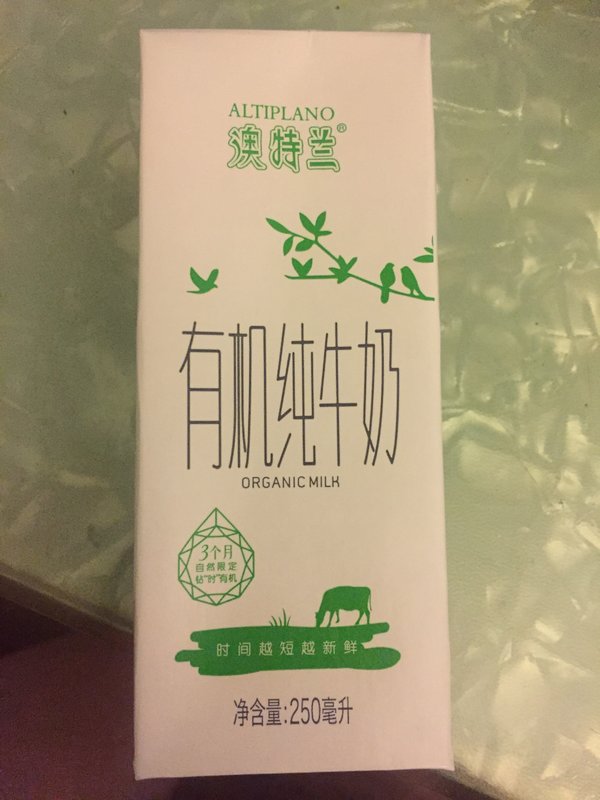 ALTIPLANO
澳特兰®
有机纯牛奶
ORGANIC MILK
3个月
自然限定
钻"时"有机
时间越短越新鲜
净含量:250毫升